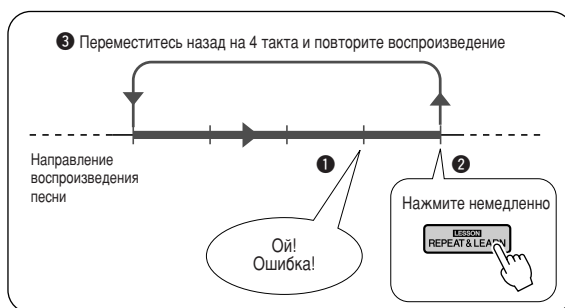 ❸ Переместитесь назад на 4 такта и повторите воспроизведение
Направление
воспроизведения
песни
❶
❷
Ой!
Ошибка!
Нажмите немедленно
LESSON
REPEAT & LEARN